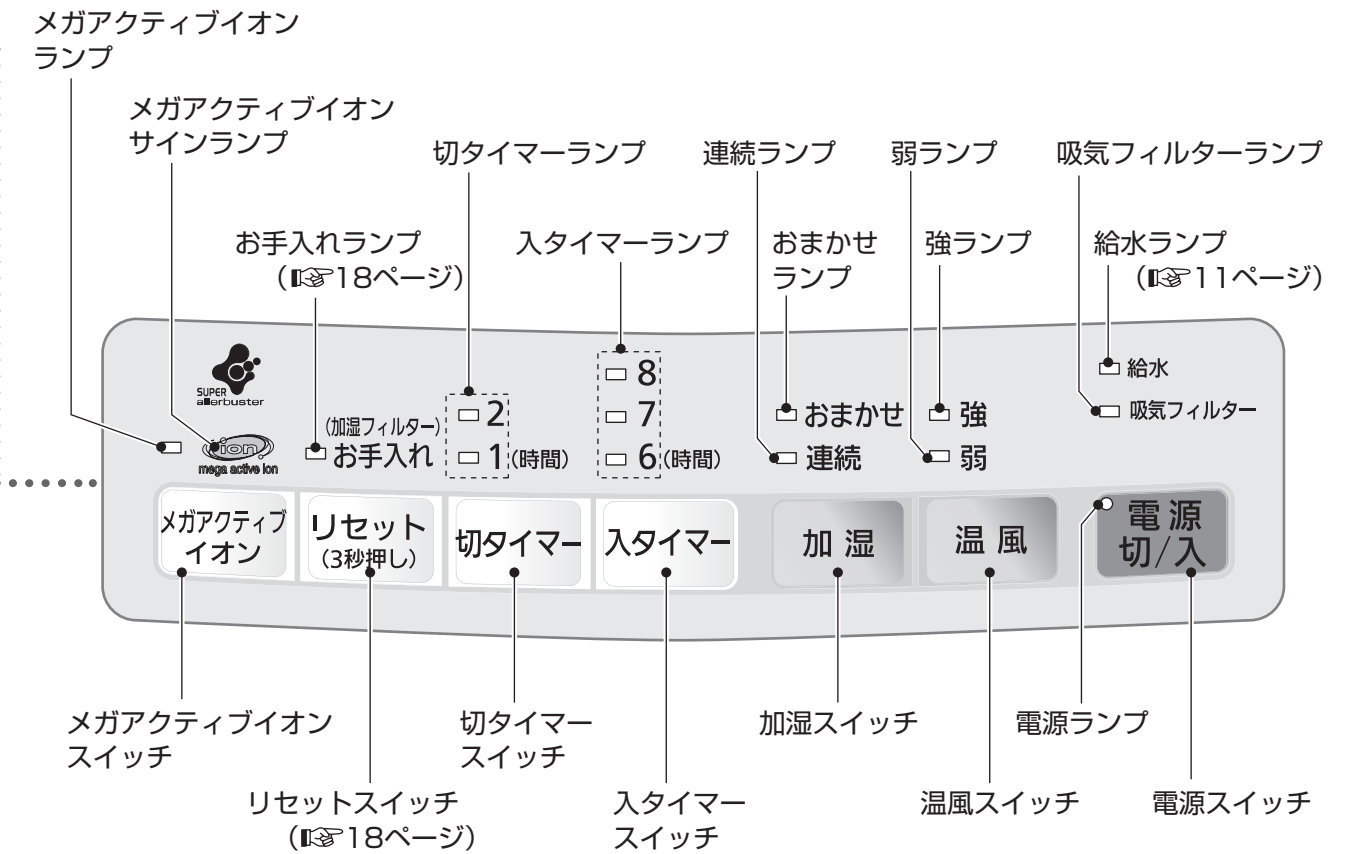 メガアクティブイオン
ランプ
メガアクティブイオン
サインランプ
切タイマーランプ
連続ランプ
弱ランプ
吸気フィルターランプ
お手入れランプ
(☞18ページ)
入タイマーランプ
おまかせ
ランプ
強ランプ
給水ランプ
(☞11ページ)
SUPER
allerbuster
8
給水
(加湿フィルター)
2
7
おまかせ
強
吸気フィルター
ion
mega active ion
お手入れ
1(時間)
6(時間)
連続
弱
メガアクティブ
イオン
リセット
(3秒押し)
切タイマー
入タイマー
加湿
温風
電源
切/入
メガアクティブイオン
スイッチ
切タイマー
スイッチ
加湿スイッチ
電源ランプ
リセットスイッチ
(☞18ページ)
入タイマー
スイッチ
温風スイッチ
電源スイッチ